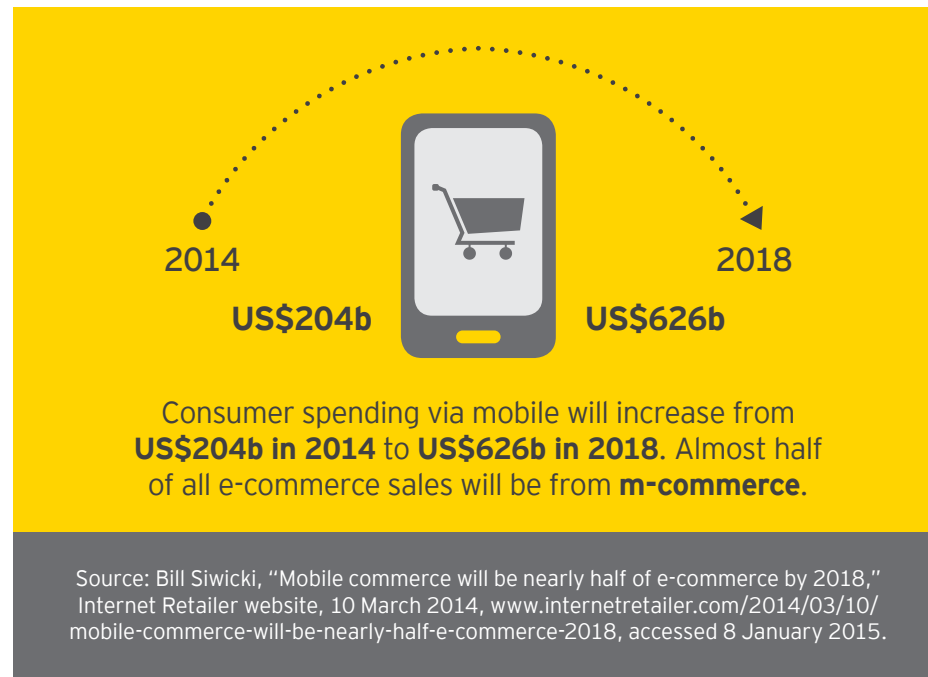 2014
2018
US$204b
US$626b
Consumer spending via mobile will increase from
US$204b in 2014 to US$626b in 2018. Almost half
of all e-commerce sales will be from m-commerce.
Source: Bill Siwicki, “Mobile commerce will be nearly half of e-commerce by 2018,”
Internet Retailer website, 10 March 2014, www.internetretailer.com/2014/03/10/
mobile-commerce-will-be-nearly-half-e-commerce-2018, accessed 8 January 2015.